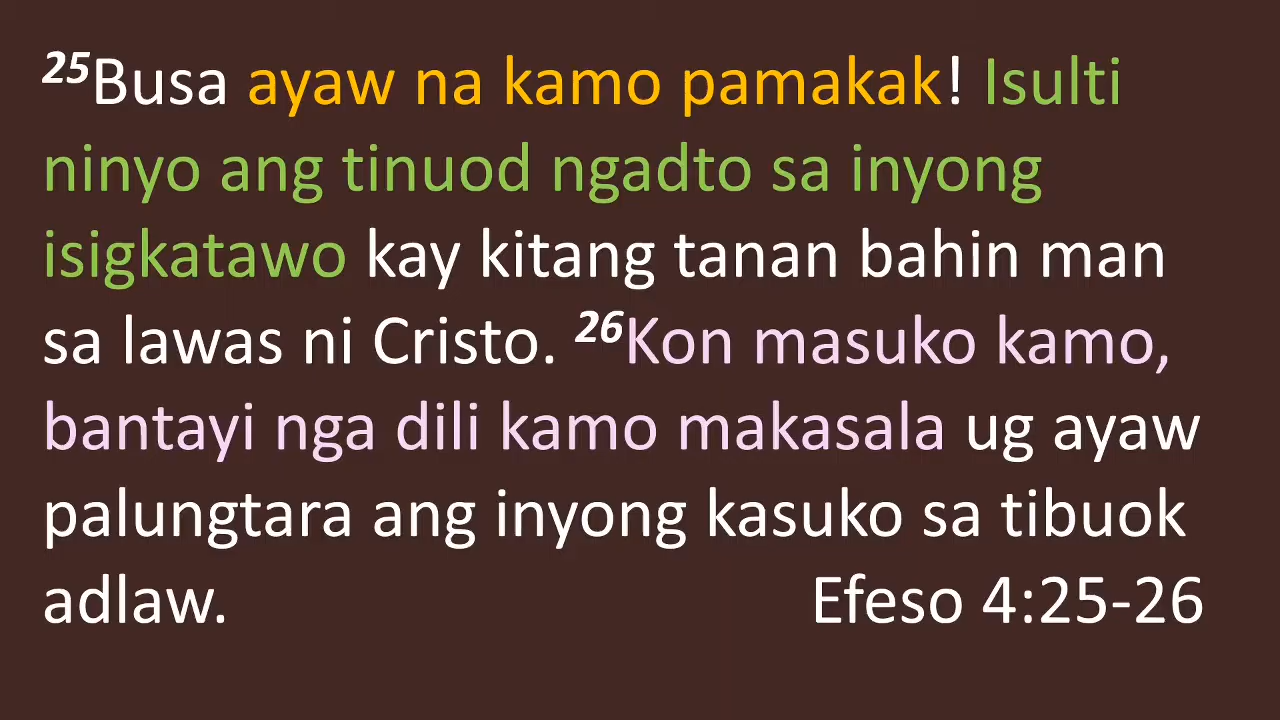 25Busa ayaw na kamo pamakak! Isulti
ninyo ang tinuod ngadto sa inyong
isigkatawo kay kitang tanan bahin man
sa lawas ni Cristo. 26Kon masuko kamo,
bantayi nga dili kamo makasala ug ayaw
palungtara ang inyong kasuko sa tibuok
adlaw. Efeso 4:25-26